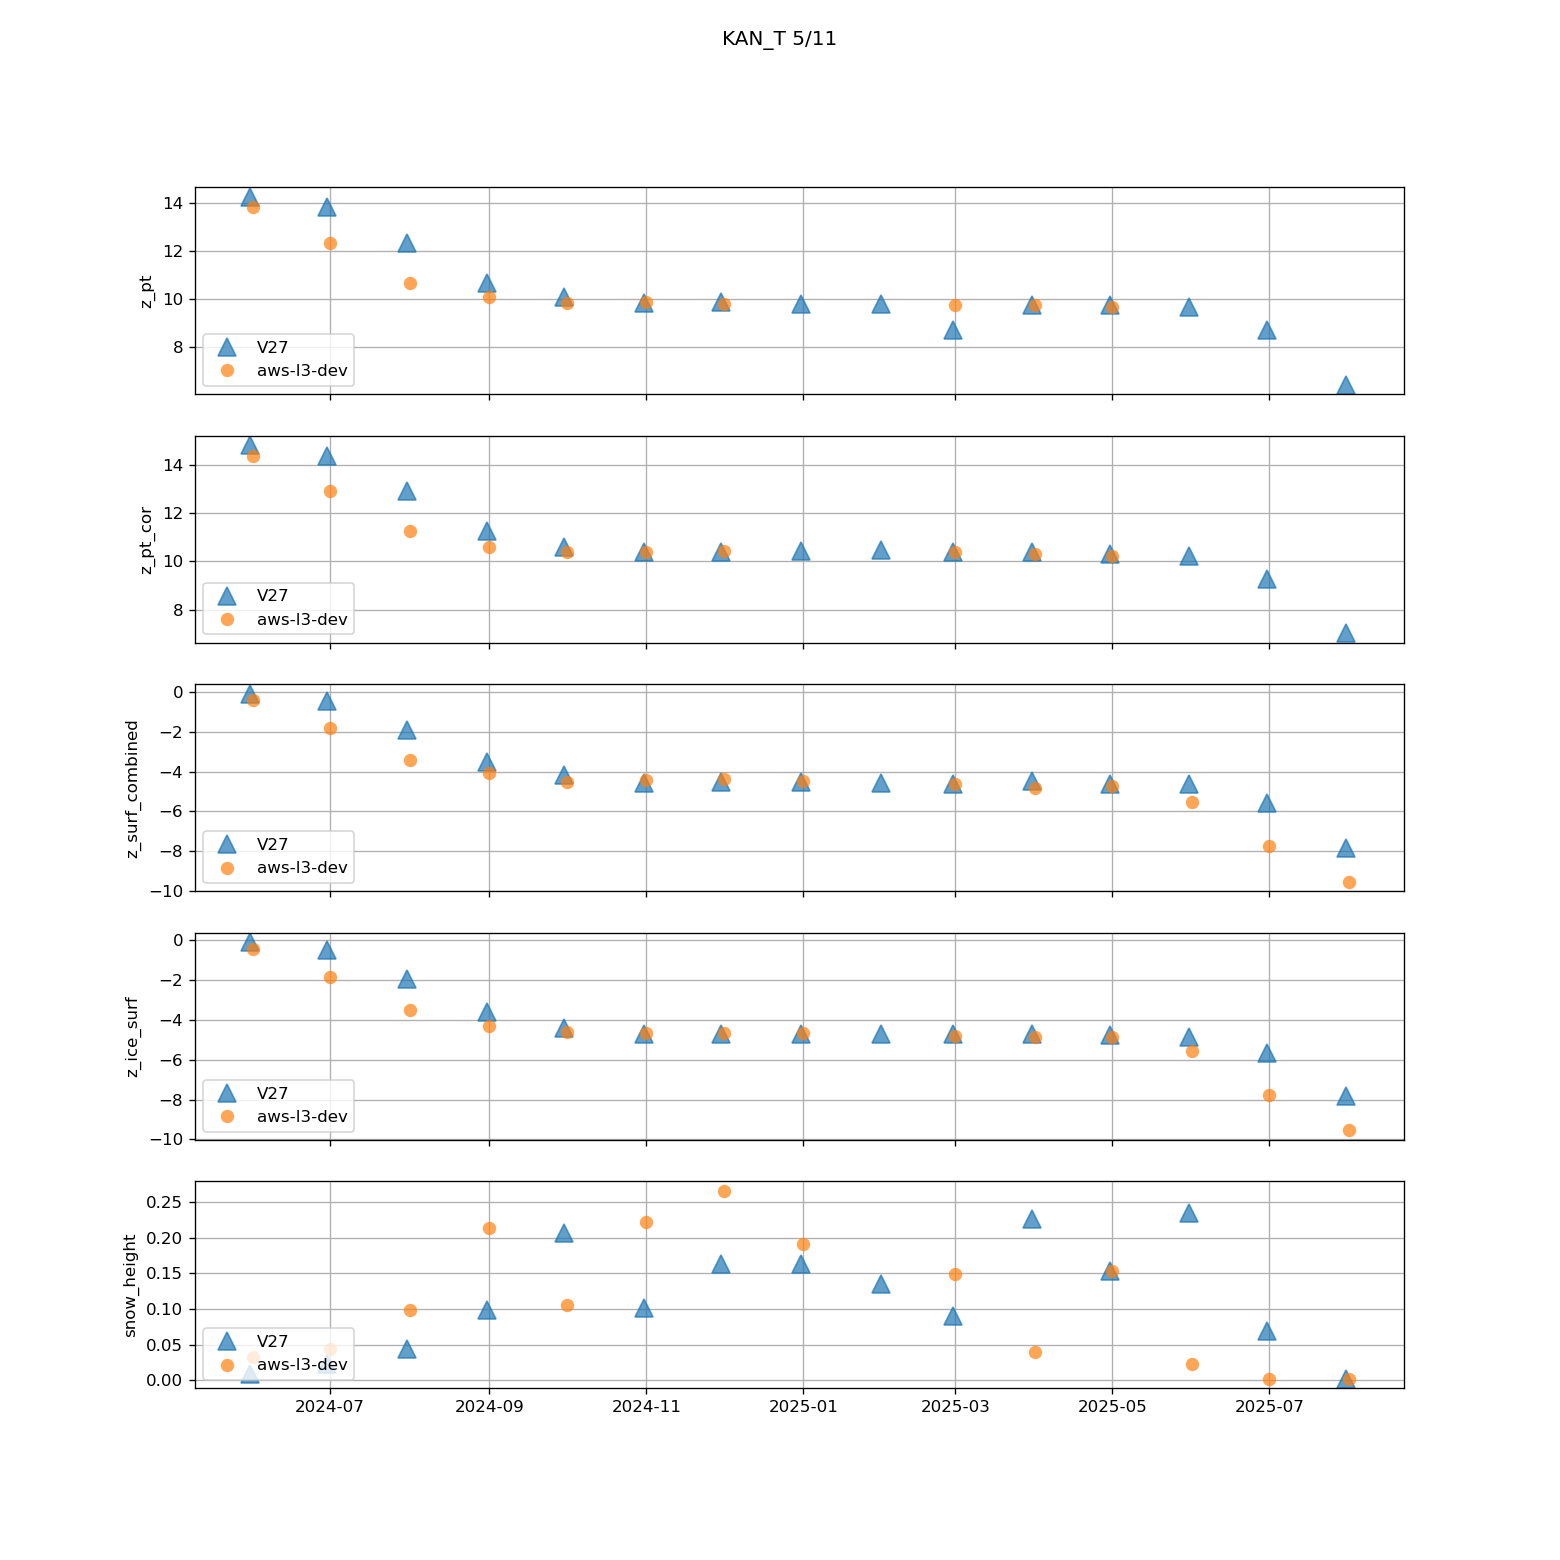 KAN_T 5/11
z_pt
14
12
10
8
V27
aws-l3-dev
z_pt_cor
14
12
10
8
V27
aws-l3-dev
z_surf_combined
0
−2
−4
−6
−8
−10
V27
aws-l3-dev
z_ice_surf
0
−2
−4
−6
−8
−10
V27
aws-l3-dev
snow_height
0.25
0.20
0.15
0.10
0.05
0.00
V27
aws-l3-dev
2024-07 2024-09 2024-11 2025-01 2025-03 2025-05 2025-07